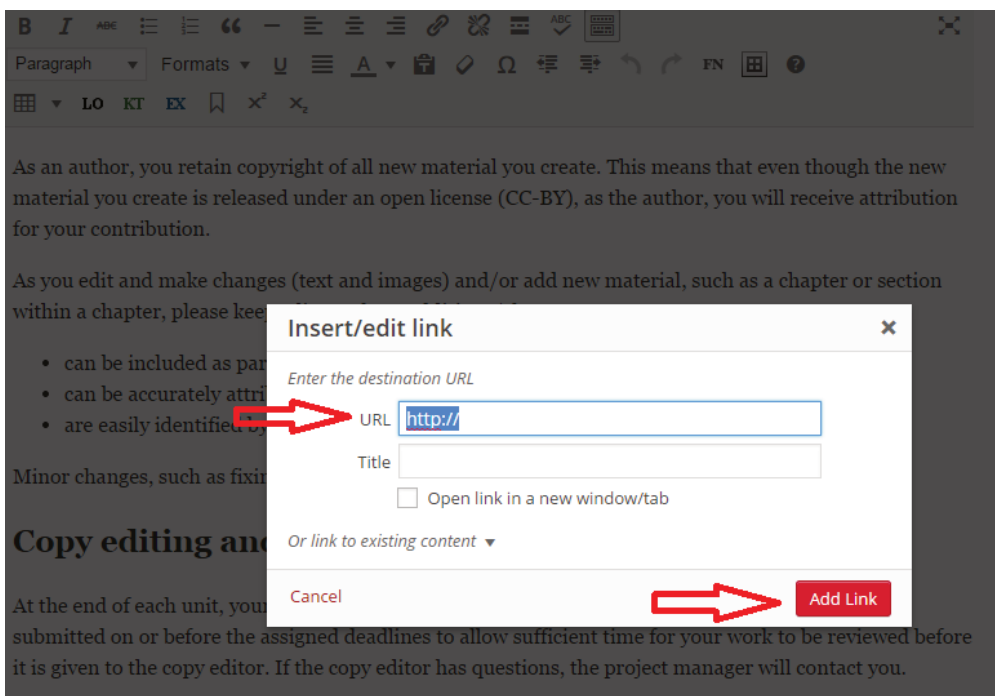 B I ABE “ — ABC
Paragraph Formats U A Ω FN
LO KT EX x² x₂
As an author, you retain copyright of all new material you create. This means that even though the new
material you create is released under an open license (CC-BY), as the author, you will receive attribution
for your contribution.
As you edit and make changes (text and images) and/or add new material, such as a chapter or section
within a chapter, please
can be included as
can be accurately
are easily identified
Minor changes, such as
Insert/edit link
Enter the destination URL
URL http://
Title
Open link in a new window/tab
Or link to existing content
Cancel Add Link
Copy editing
At the end of each unit,
submitted on or before the assigned deadlines to allow sufficient time for your work to be reviewed before
it is given to the copy editor. If the copy editor has questions, the project manager will contact you.